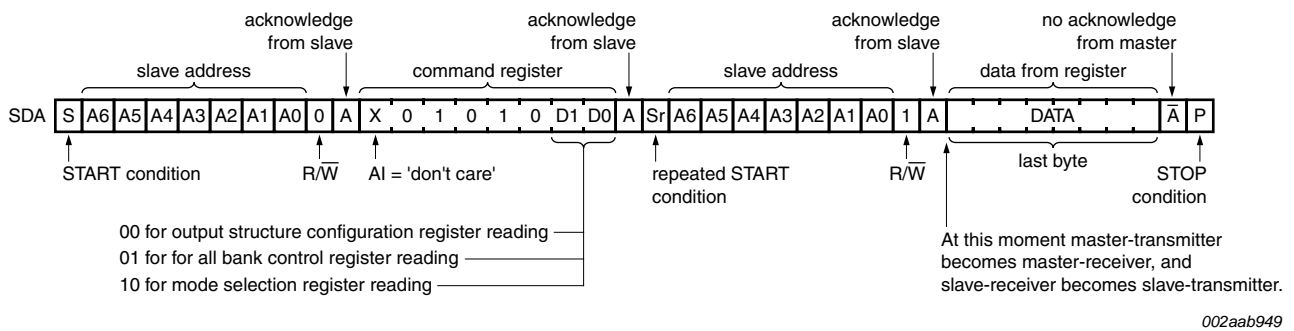 acknowledge from slave
acknowledge from slave
acknowledge from slave
no acknowledge from master
slave address
command register
slave address
data from register
SDA S A6 A5 A4 A3 A2 A1 A0 0 A X 0 1 0 1 0 D1 D0 A Sr A6 A5 A4 A3 A2 A1 A0 1 A DATA A̅ P
last byte
START condition
R/W̅
AI = 'don't care'
repeated START
condition
R/W̅
STOP
condition
00 for output structure configuration register reading
01 for for all bank control register reading
10 for mode selection register reading
At this moment master-transmitter
becomes master-receiver, and
slave-receiver becomes slave-transmitter.
002aab949